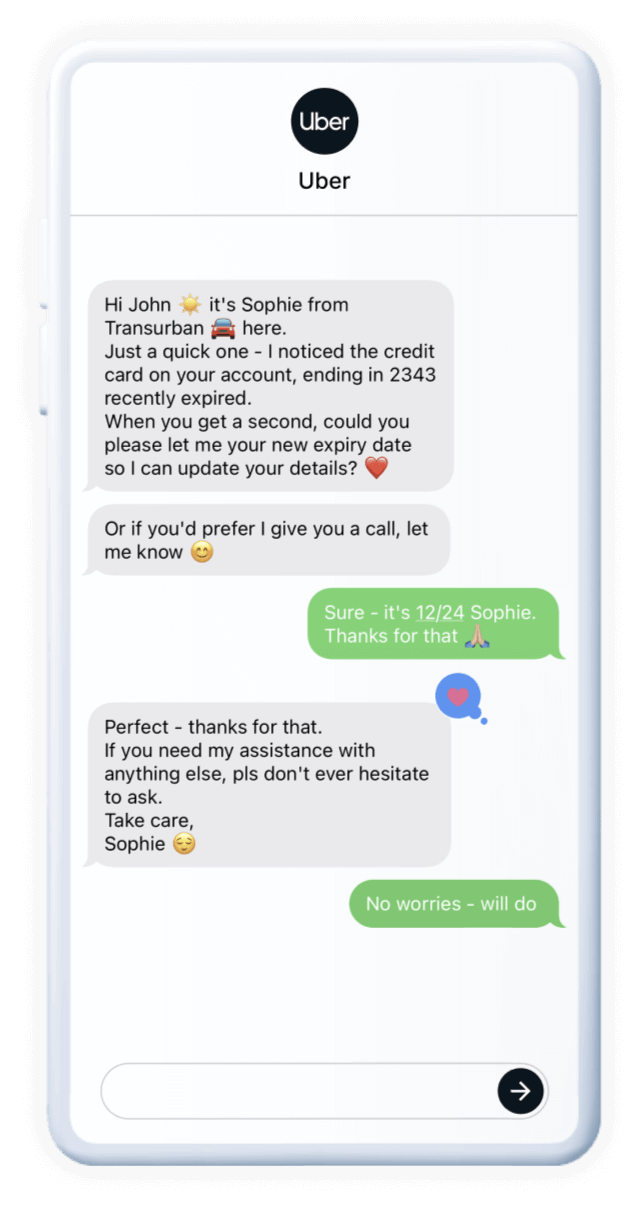 Uber
Uber
Hi John ☀️ it's Sophie from
Transurban 🚘 here.
Just a quick one - I noticed the credit
card on your account, ending in 2343
recently expired.
When you get a second, could you
please let me your new expiry date
so I can update your details? ❤️
Or if you'd prefer I give you a call, let
me know 😊
Sure - it's 12/24 Sophie.
Thanks for that 🙏🏼
Perfect - thanks for that.
If you need my assistance with
anything else, pls don't ever hesitate
to ask.
Take care,
Sophie 😌
No worries - will do